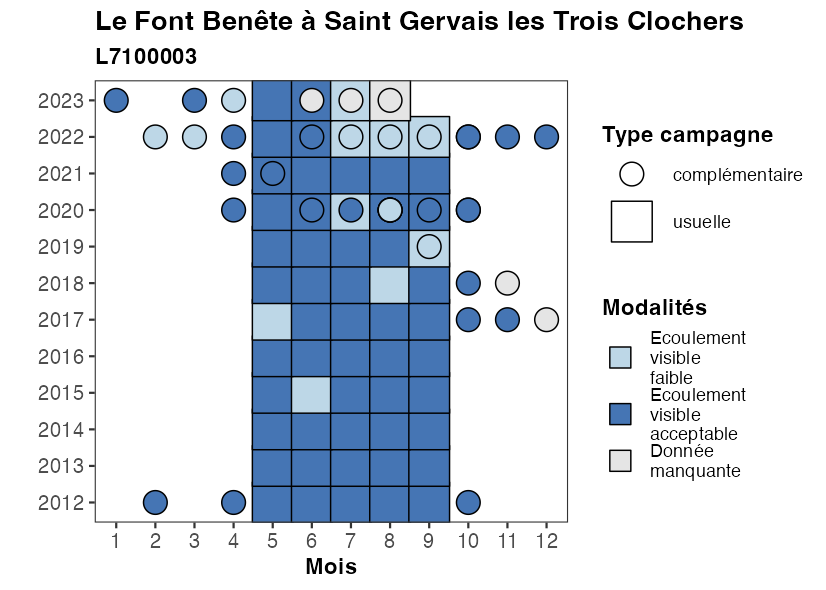 Le Font Benête à Saint Gervais les Trois Clochers
L7100003
2023
2022
2021
2020
2019
2018
2017
2016
2015
2014
2013
2012
1 2 3 4 5 6 7 8 9 10 11 12
Mois
Type campagne
complémentaire
usuelle
Modalités
Ecoulement
visible
faible
Ecoulement
visible
acceptable
Donnée
manquante